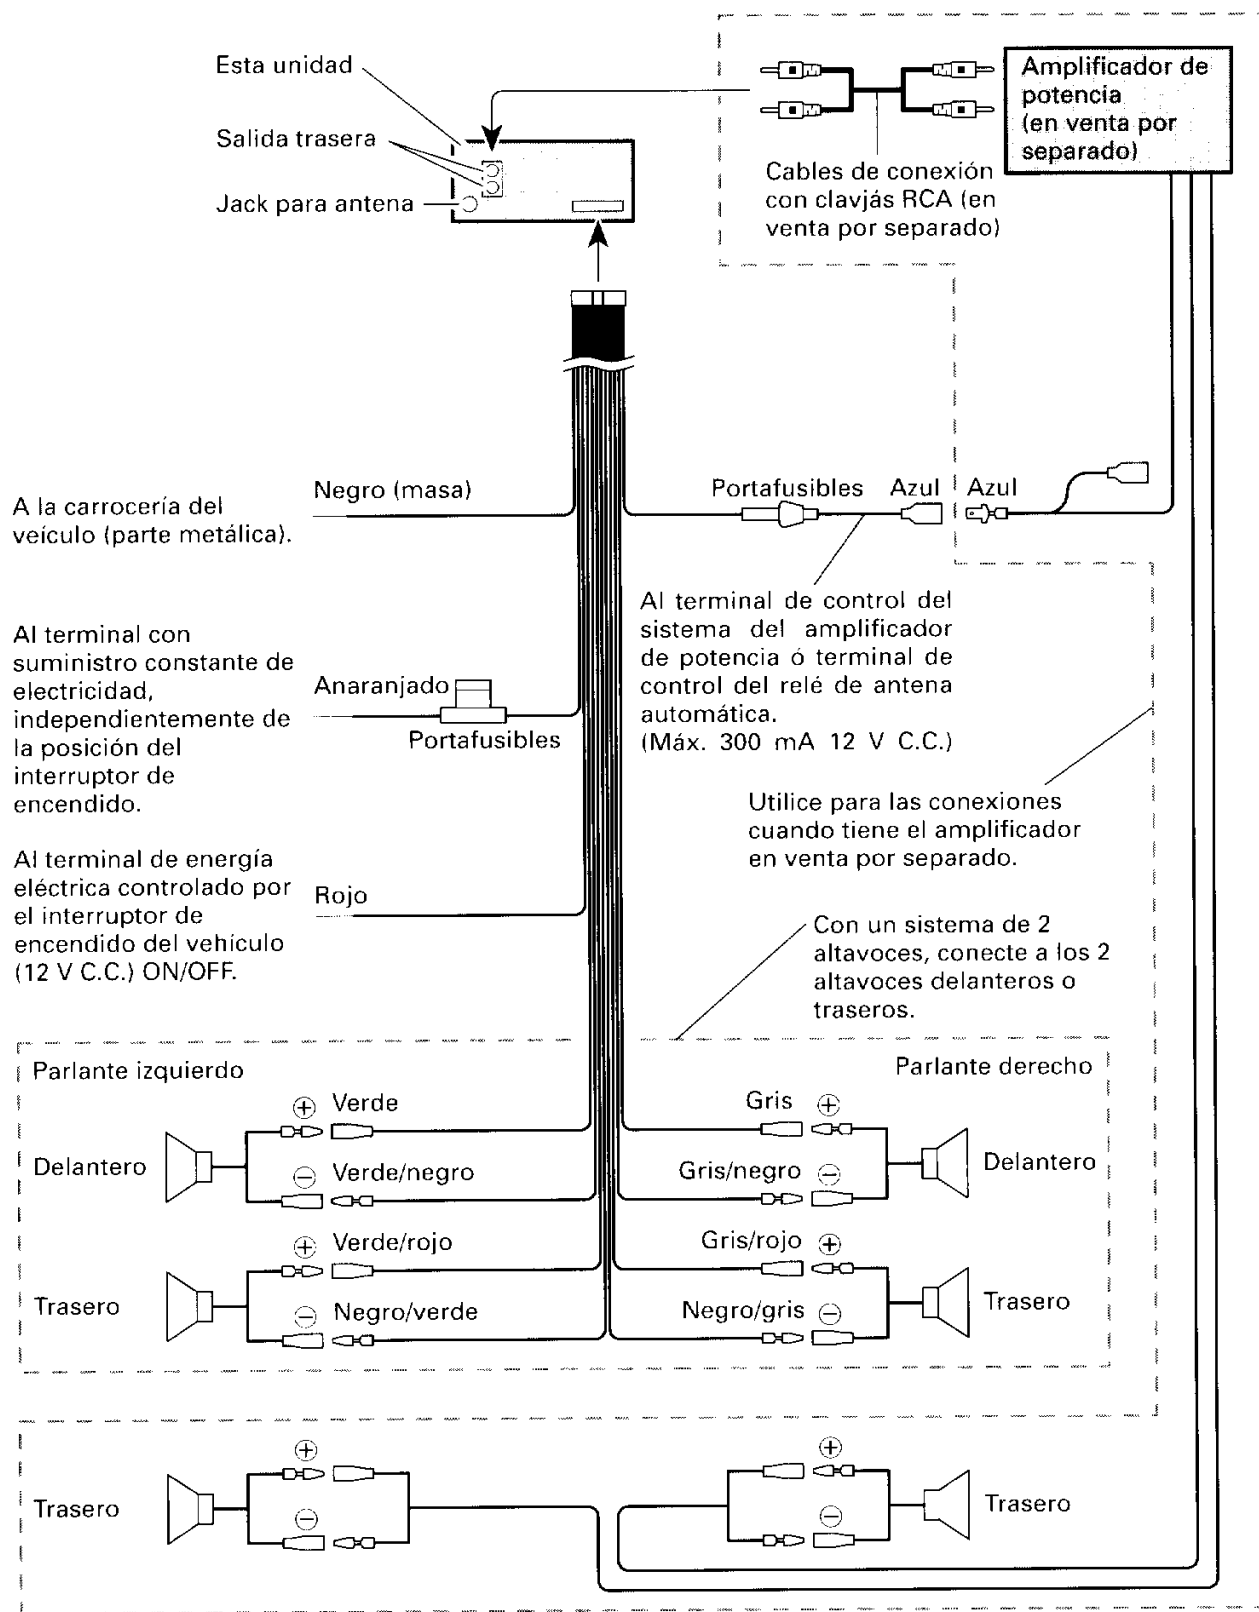 Esta unidad
Salida trasera
Jack para antena
Amplificador de
potencia
(en venta por
separado)
Cables de conexión
con clavjás RCA (en
venta por separado)
A la carrocería del
veículo (parte metálica).
Negro (masa)
Portafusibles
Azul
Azul
Al terminal de control del
sistema del amplificador
de potencia ó terminal de
control del relé de antena
automática.
(Máx. 300 mA 12 V C.C.)
Al terminal con
suministro constante de
electricidad,
independientemente de
la posición del
interruptor de
encendido.
Anaranjado
Portafusibles
Utilice para las conexiones
cuando tiene el amplificador
en venta por separado.
Al terminal de energía
eléctrica controlado por
el interruptor de
encendido del vehículo
(12 V C.C.) ON/OFF.
Rojo
Con un sistema de 2
altavoces, conecte a los 2
altavoces delanteros o
traseros.
Parlante izquierdo
Parlante derecho
Delantero
⊕ Verde
⊖ Verde/negro
Gris ⊕
Gris/negro ⊖
Delantero
Trasero
⊕ Verde/rojo
⊖ Negro/verde
Gris/rojo ⊕
Negro/gris ⊖
Trasero
Trasero
⊕
⊖
⊕
⊖
Trasero